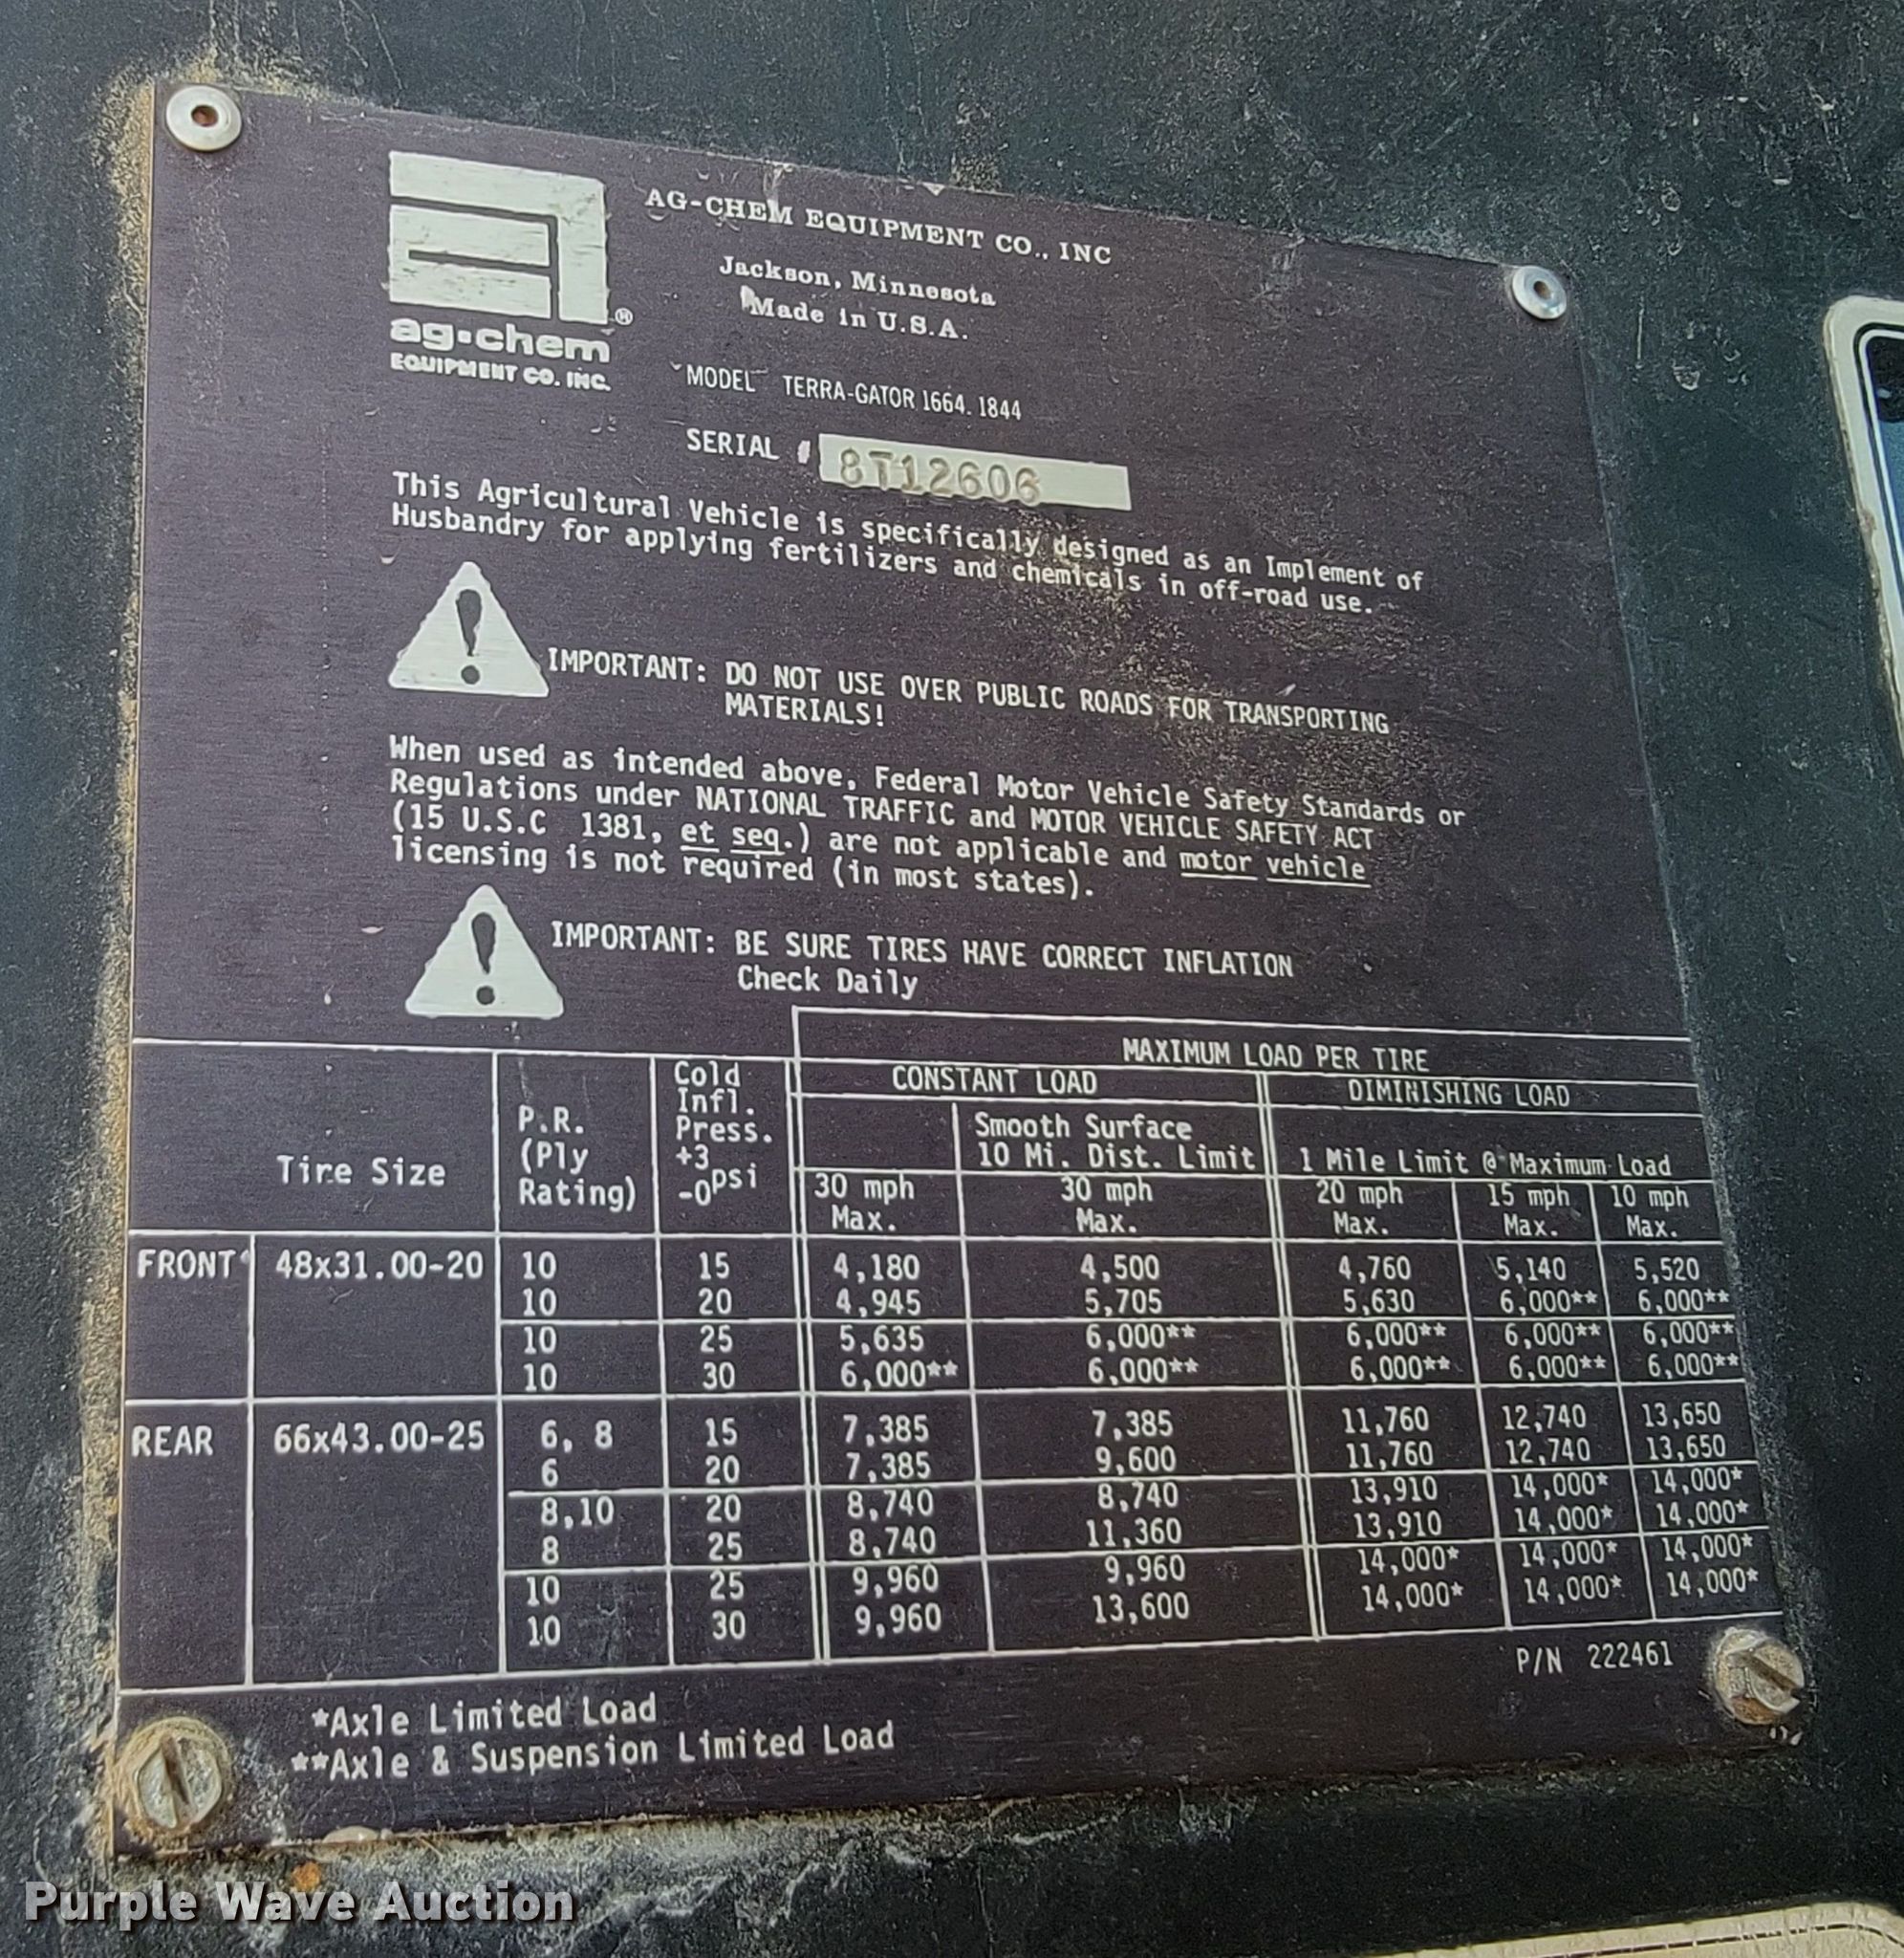 AG-CHEM EQUIPMENT CO., INC
Jackson, Minnesota
Made in U.S.A.
®
ag·chem
EQUIPMENT CO. INC.
MODEL TERRA-GATOR 1664. 1844
SERIAL # 8T12606
This Agricultural Vehicle is specifically designed as an Implement of
Husbandry for applying fertilizers and chemicals in off-road use.
IMPORTANT: DO NOT USE OVER PUBLIC ROADS FOR TRANSPORTING
MATERIALS!
When used as intended above, Federal Motor Vehicle Safety Standards or
Regulations under NATIONAL TRAFFIC and MOTOR VEHICLE SAFETY ACT
(15 U.S.C 1381, et seq.) are not applicable and motor vehicle
licensing is not required (in most states).
IMPORTANT: BE SURE TIRES HAVE CORRECT INFLATION
Check Daily
MAXIMUM LOAD PER TIRE
CONSTANT LOAD DIMINISHING LOAD
Tire Size
P.R.
(Ply
Rating)
Cold
Infl.
Press.
+3
-0 psi
Smooth Surface
10 Mi. Dist. Limit
1 Mile Limit @ Maximum Load
30 mph 30 mph 20 mph 15 mph 10 mph
Max. Max. Max. Max. Max.
FRONT 48x31.00-20 10 15 4,180 4,500 4,760 5,140 5,520
10 20 4,945 5,705 5,630 6,000** 6,000**
10 25 5,635 6,000** 6,000** 6,000** 6,000**
10 30 6,000** 6,000** 6,000** 6,000** 6,000**
REAR 66x43.00-25 6, 8 15 7,385 7,385 11,760 12,740 13,650
6 20 7,385 9,600 11,760 12,740 13,650
8,10 20 8,740 8,740 13,910 14,000* 14,000*
8 25 8,740 11,360 13,910 14,000* 14,000*
10 25 9,960 9,960 14,000* 14,000* 14,000*
10 30 9,960 13,600 14,000* 14,000* 14,000*
P/N 222461
*Axle Limited Load
**Axle & Suspension Limited Load
Purple Wave Auction